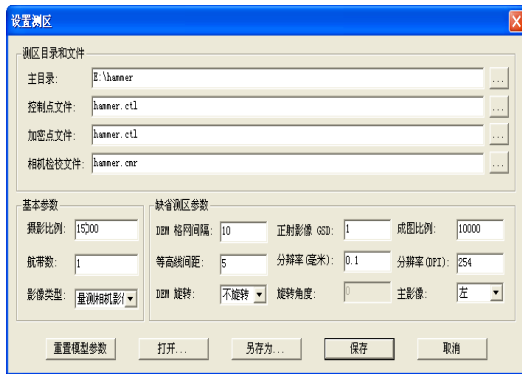 设置测区
测区目录和文件
主目录: E:\hammer ...
控制点文件: hammer.ctl ...
加密点文件: hammer.ctl ...
相机检校文件: hammer.cmr ...
基本参数 缺省测区参数
摄影比例: 15000 DEM 格网间隔: 10 正射影像 GSD: 1 成图比例: 10000
航带数: 1 等高线间距: 5 分辨率(毫米): 0.1 分辨率(DPI): 254
影像类型: 量测相机影像 DEM 旋转: 不旋转 旋转角度: 0 主影像: 左
重置模型参数 打开... 另存为... 保存 取消